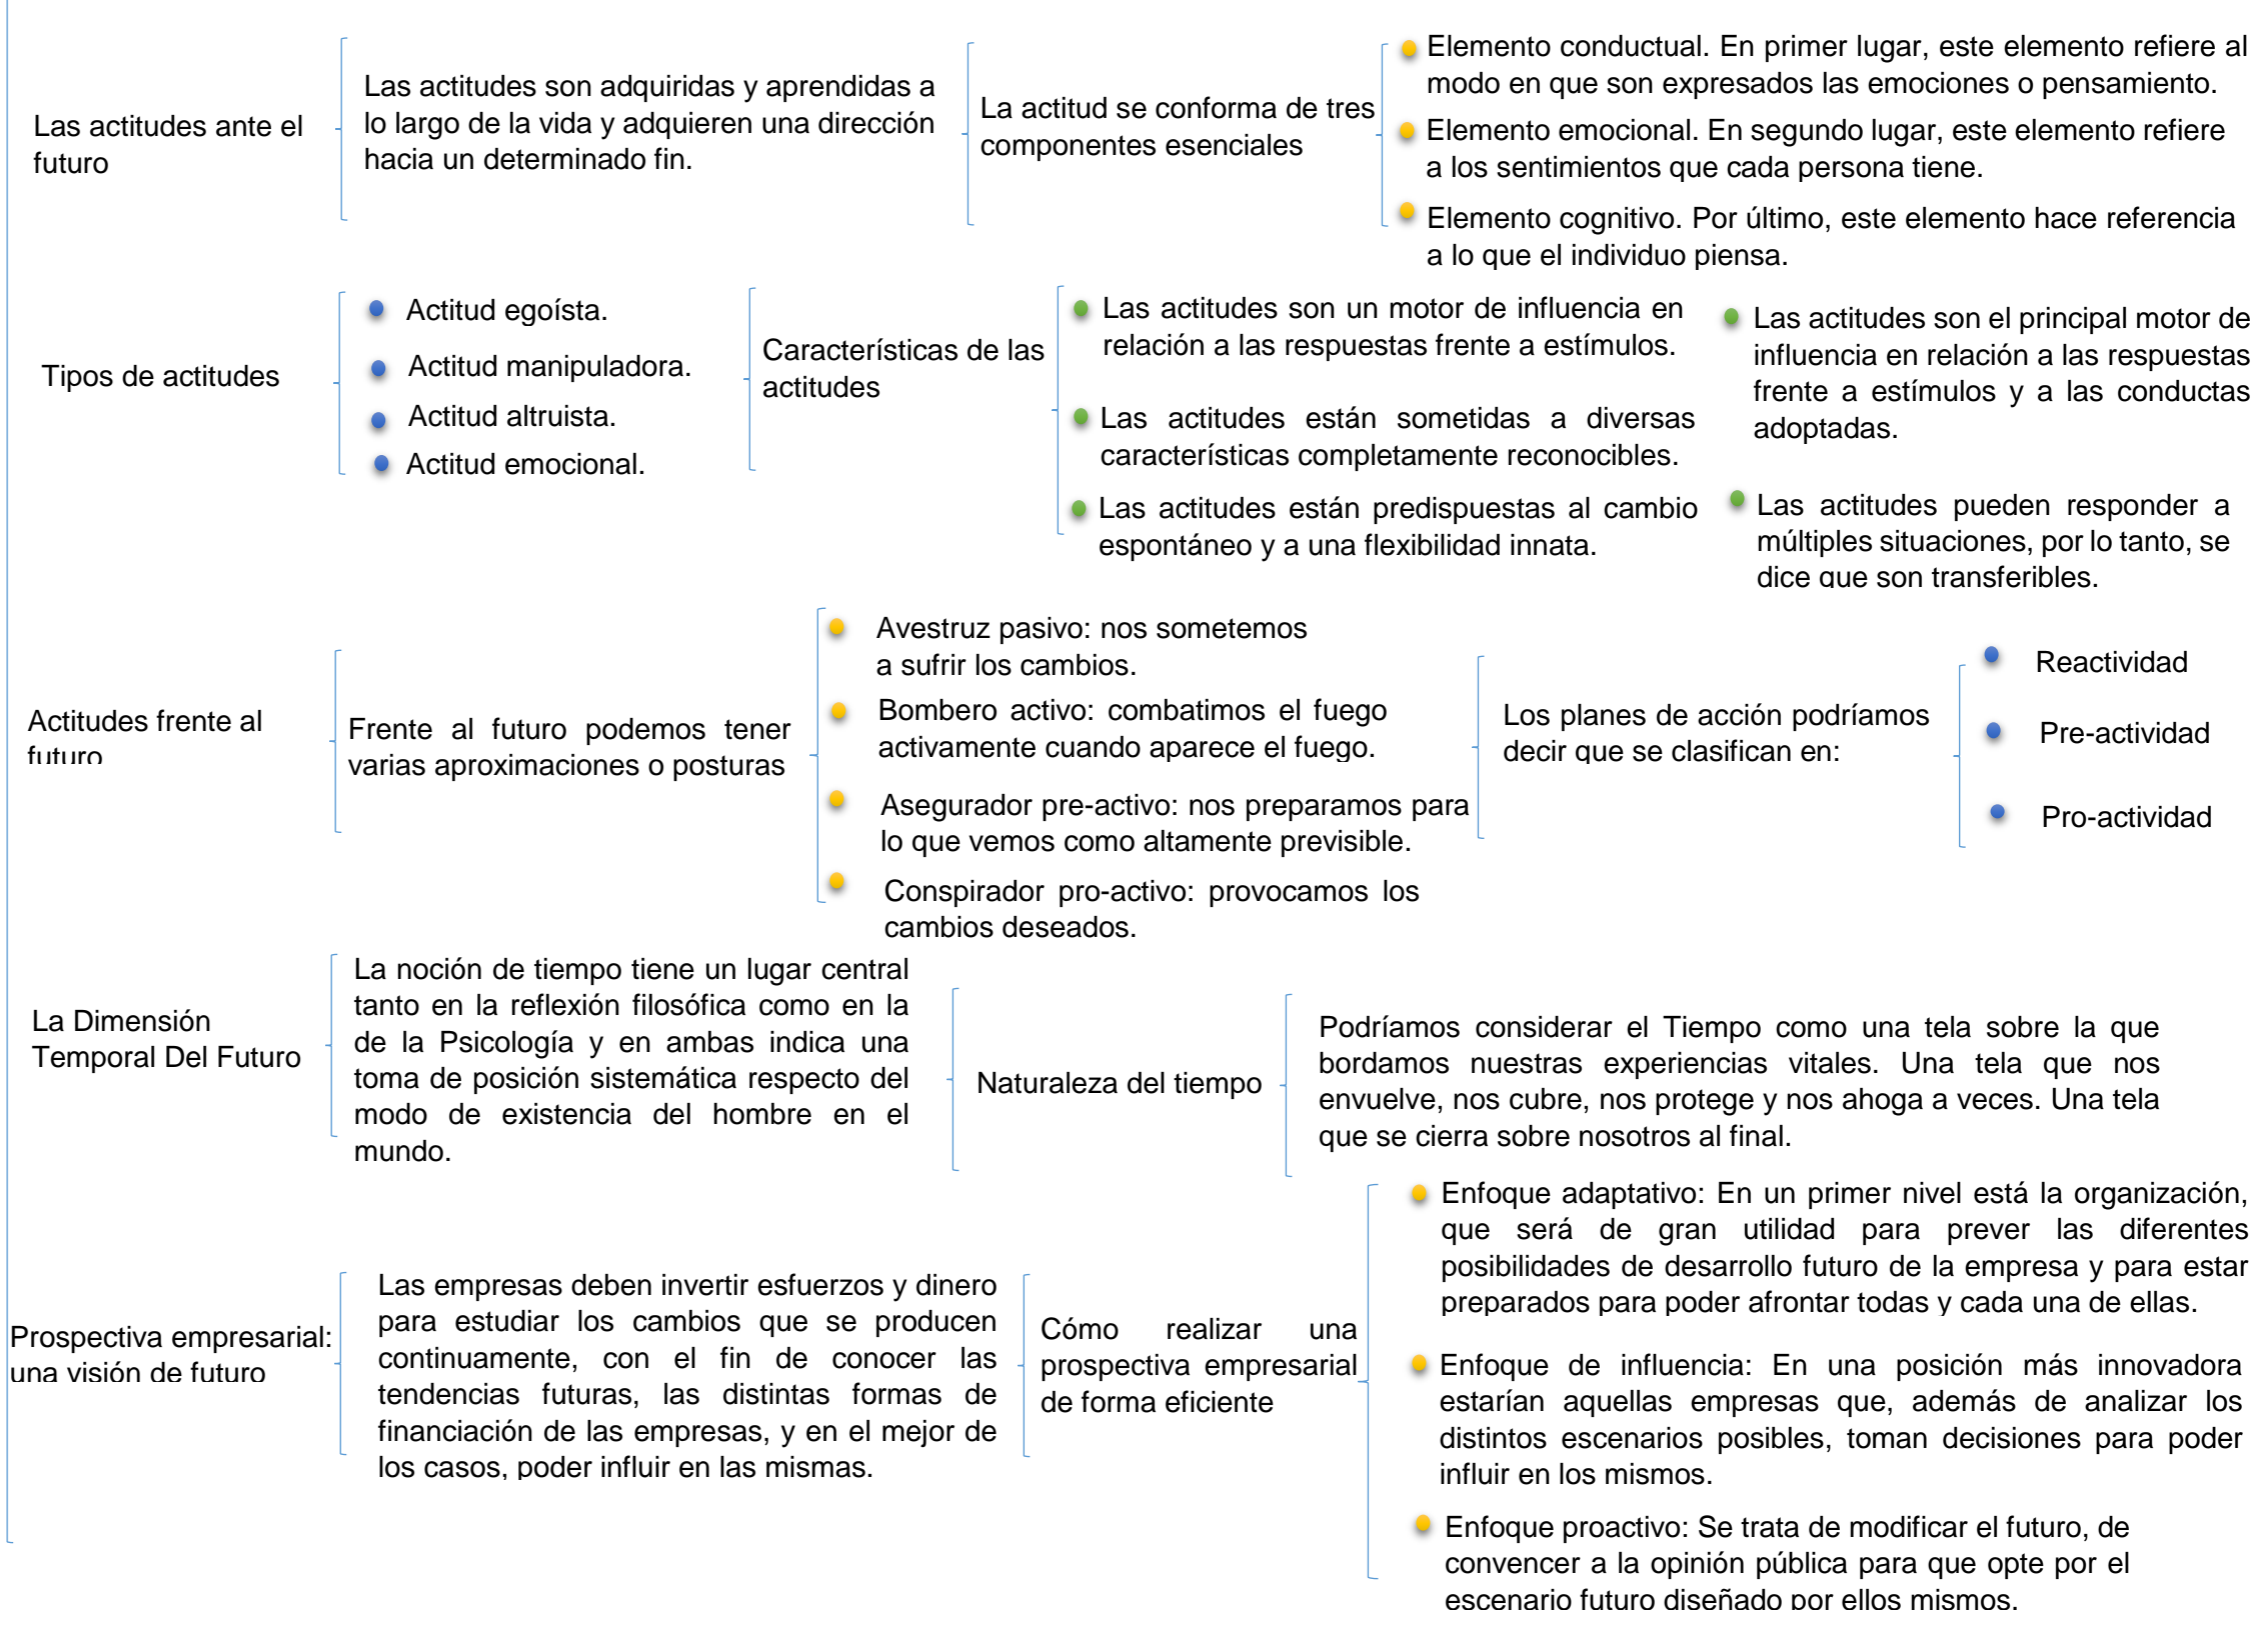 Las actitudes ante el
futuro
Las actitudes son adquiridas y aprendidas a
lo largo de la vida y adquieren una dirección
hacia un determinado fin.
La actitud se conforma de tres
componentes esenciales
Elemento conductual. En primer lugar, este elemento refiere al
modo en que son expresados las emociones o pensamiento.
Elemento emocional. En segundo lugar, este elemento refiere
a los sentimientos que cada persona tiene.
Elemento cognitivo. Por último, este elemento hace referencia
a lo que el individuo piensa.
Tipos de actitudes
Actitud egoísta.
Actitud manipuladora.
Actitud altruista.
Actitud emocional.
Características de las
actitudes
Las actitudes son un motor de influencia en
relación a las respuestas frente a estímulos.
Las actitudes están sometidas a diversas
características completamente reconocibles.
Las actitudes están predispuestas al cambio
espontáneo y a una flexibilidad innata.
Las actitudes son el principal motor de
influencia en relación a las respuestas
frente a estímulos y a las conductas
adoptadas.
Las actitudes pueden responder a
múltiples situaciones, por lo tanto, se
dice que son transferibles.
Actitudes frente al
futuro
Frente al futuro podemos tener
varias aproximaciones o posturas
Avestruz pasivo: nos sometemos
a sufrir los cambios.
Bombero activo: combatimos el fuego
activamente cuando aparece el fuego.
Asegurador pre-activo: nos preparamos para
lo que vemos como altamente previsible.
Conspirador pro-activo: provocamos los
cambios deseados.
Los planes de acción podríamos
decir que se clasifican en:
Reactividad
Pre-actividad
Pro-actividad
La Dimensión
Temporal Del Futuro
La noción de tiempo tiene un lugar central
tanto en la reflexión filosófica como en la
de la Psicología y en ambas indica una
toma de posición sistemática respecto del
modo de existencia del hombre en el
mundo.
Naturaleza del tiempo
Podríamos considerar el Tiempo como una tela sobre la que
bordamos nuestras experiencias vitales. Una tela que nos
envuelve, nos cubre, nos protege y nos ahoga a veces. Una tela
que se cierra sobre nosotros al final.
Prospectiva empresarial:
una visión de futuro
Las empresas deben invertir esfuerzos y dinero
para estudiar los cambios que se producen
continuamente, con el fin de conocer las
tendencias futuras, las distintas formas de
financiación de las empresas, y en el mejor de
los casos, poder influir en las mismas.
Cómo realizar una
prospectiva empresarial
de forma eficiente
Enfoque adaptativo: En un primer nivel está la organización,
que será de gran utilidad para prever las diferentes
posibilidades de desarrollo futuro de la empresa y para estar
preparados para poder afrontar todas y cada una de ellas.
Enfoque de influencia: En una posición más innovadora
estarían aquellas empresas que, además de analizar los
distintos escenarios posibles, toman decisiones para poder
influir en los mismos.
Enfoque proactivo: Se trata de modificar el futuro, de
convencer a la opinión pública para que opte por el
escenario futuro diseñado por ellos mismos.